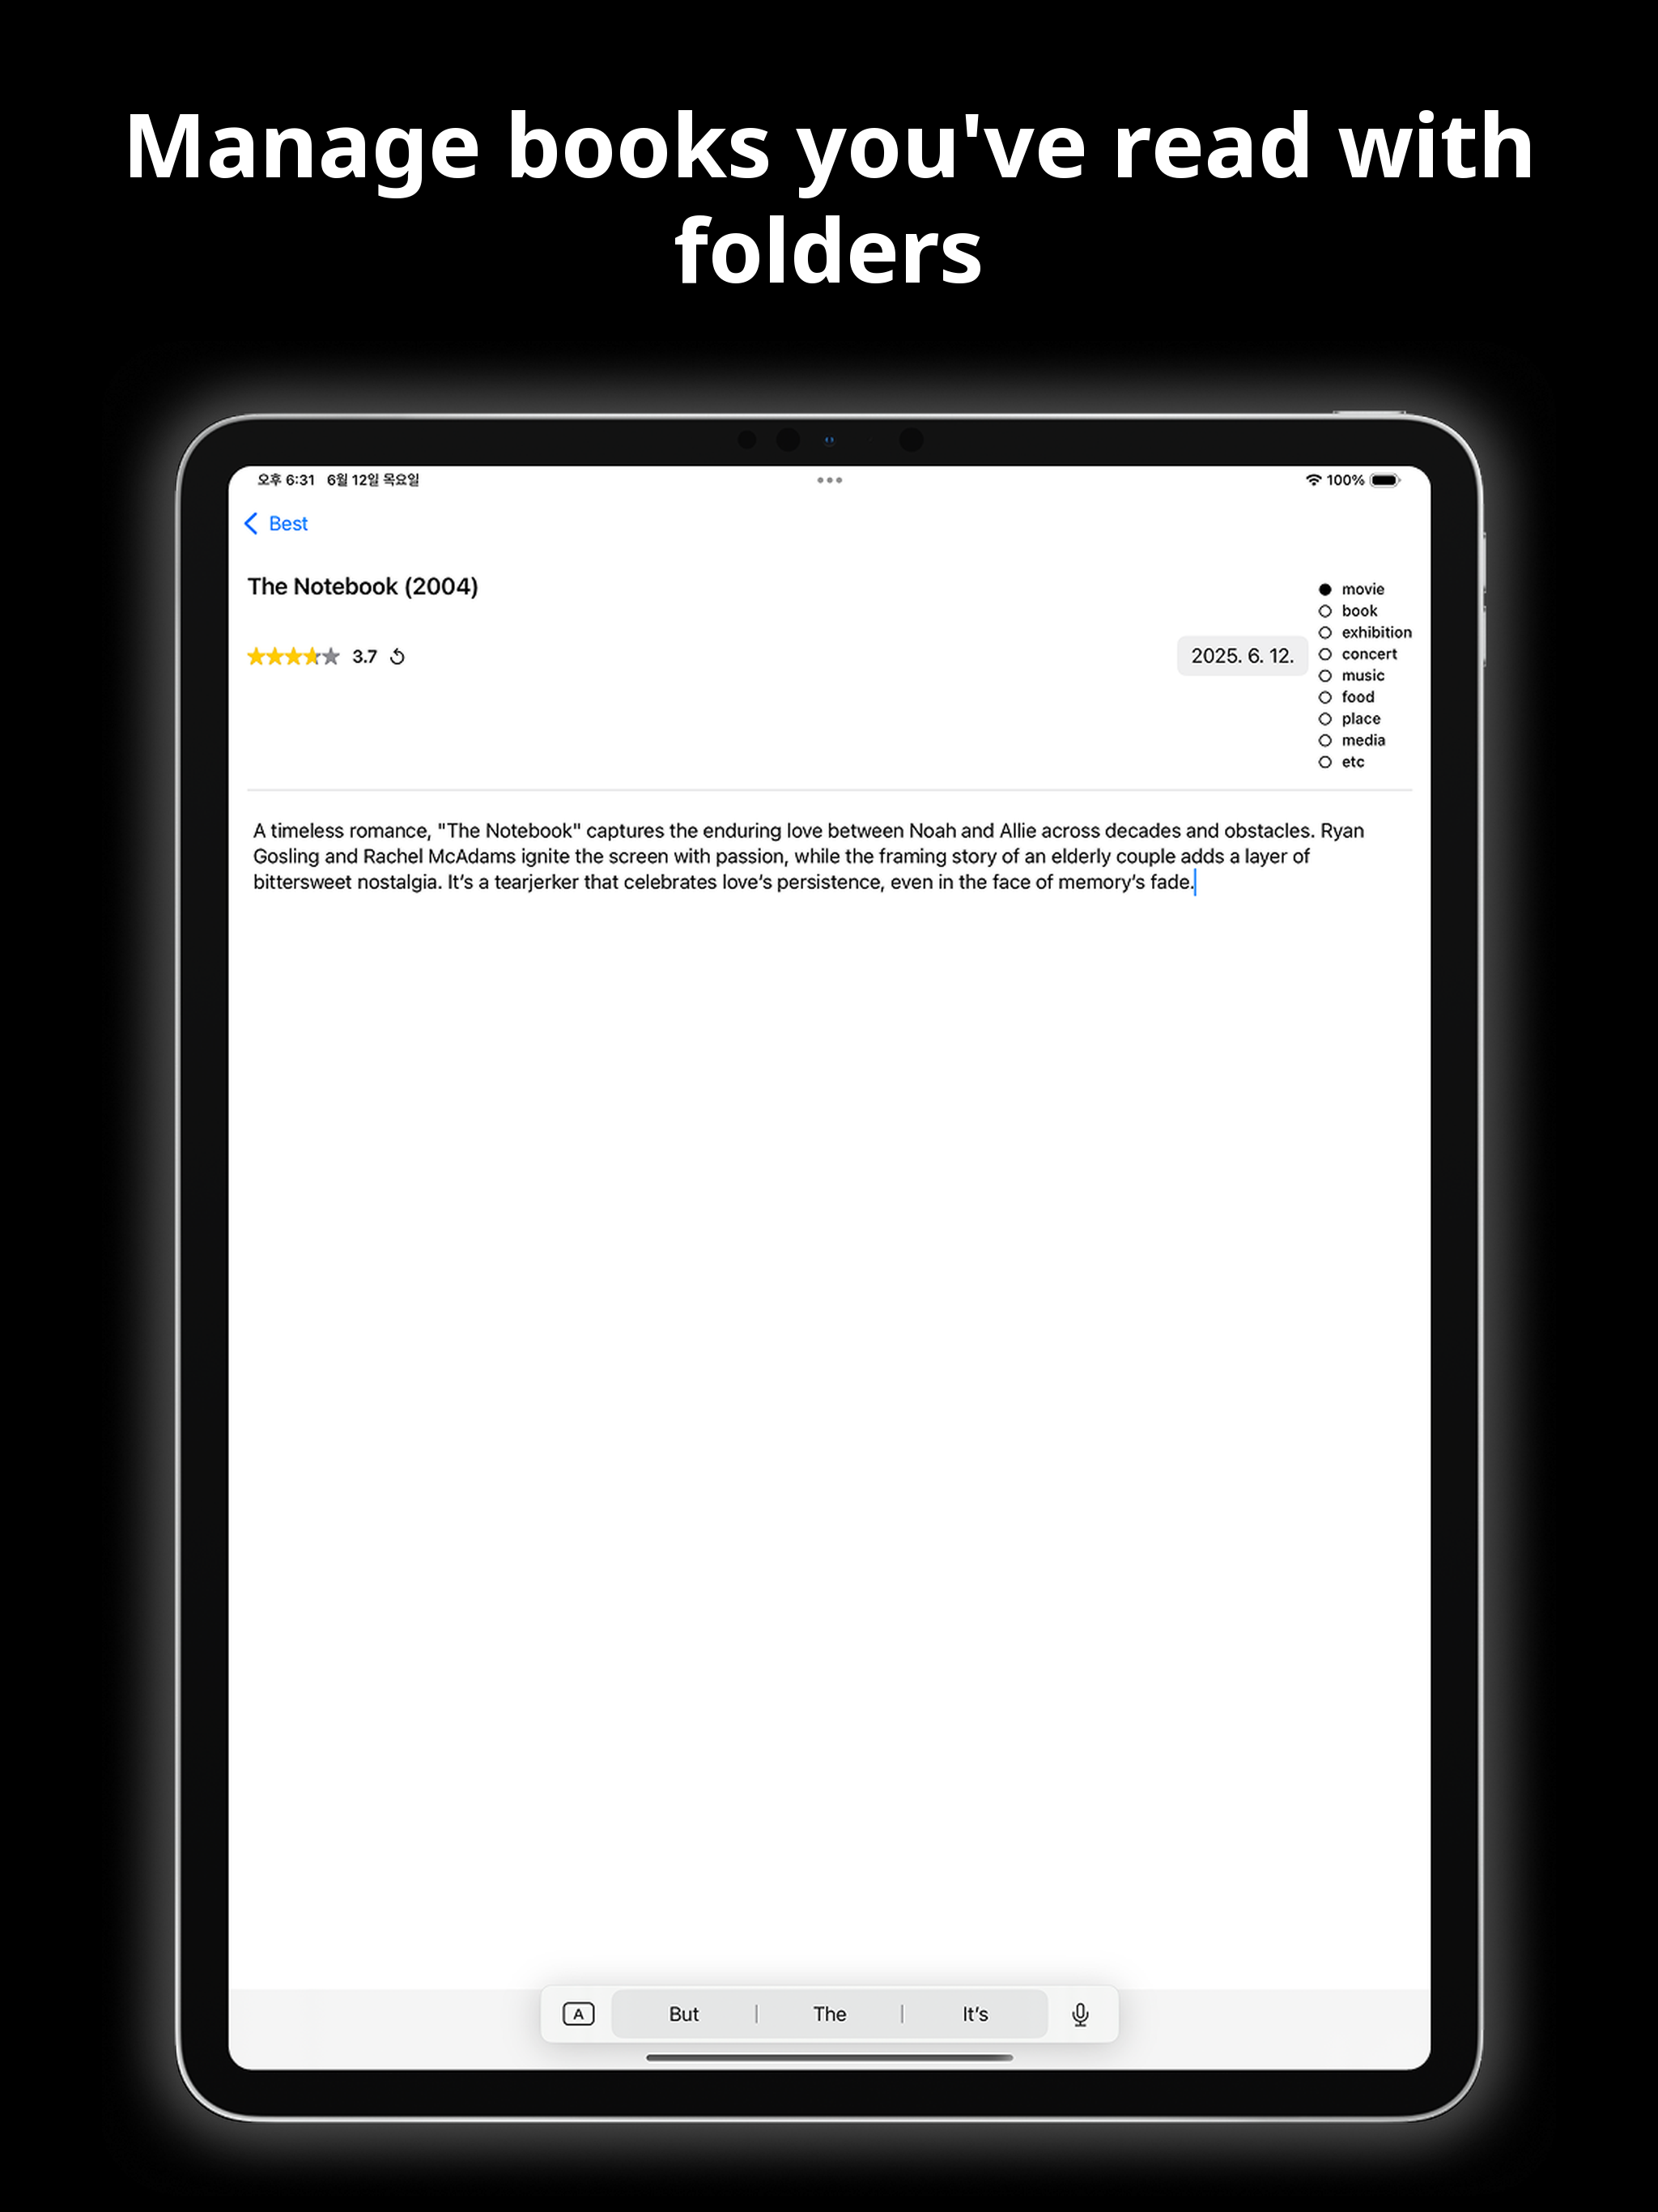 Manage books you've read with
folders
오후 6:31 6월 12일 목요일
100%
Best
The Notebook (2004)
3.7
2025. 6. 12.
movie
book
exhibition
concert
music
food
place
media
etc
A timeless romance, "The Notebook" captures the enduring love between Noah and Allie across decades and obstacles. Ryan
Gosling and Rachel McAdams ignite the screen with passion, while the framing story of an elderly couple adds a layer of
bittersweet nostalgia. It’s a tearjerker that celebrates love’s persistence, even in the face of memory’s fade.
A But The It’s